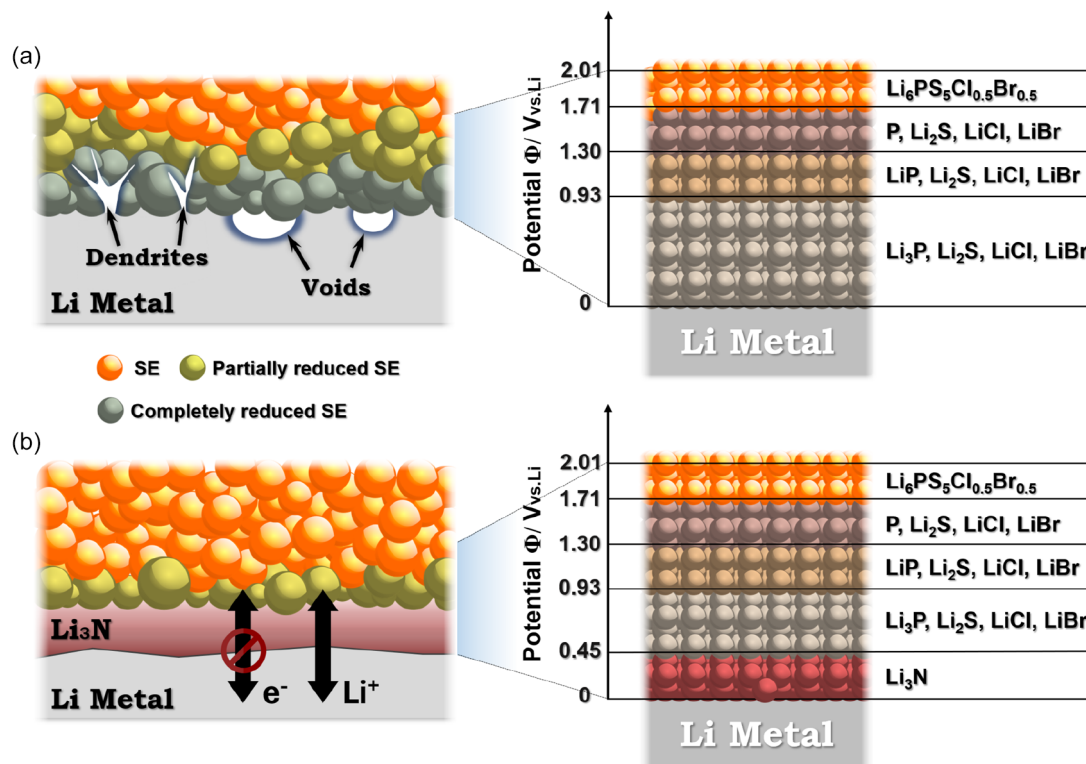 (a)
Dendrites
Voids
Li Metal
Potential Φ/ Vvs.Li
2.01
1.71
1.30
0.93
0
Li6PS5Cl0.5Br0.5
P, Li2S, LiCl, LiBr
LiP, Li2S, LiCl, LiBr
Li3P, Li2S, LiCl, LiBr
Li Metal
SE
Partially reduced SE
Completely reduced SE
(b)
Li3N
Li Metal
e-
Li+
Potential Φ/ Vvs.Li
2.01
1.71
1.30
0.93
0.45
0
Li6PS5Cl0.5Br0.5
P, Li2S, LiCl, LiBr
LiP, Li2S, LiCl, LiBr
Li3P, Li2S, LiCl, LiBr
Li3N
Li Metal